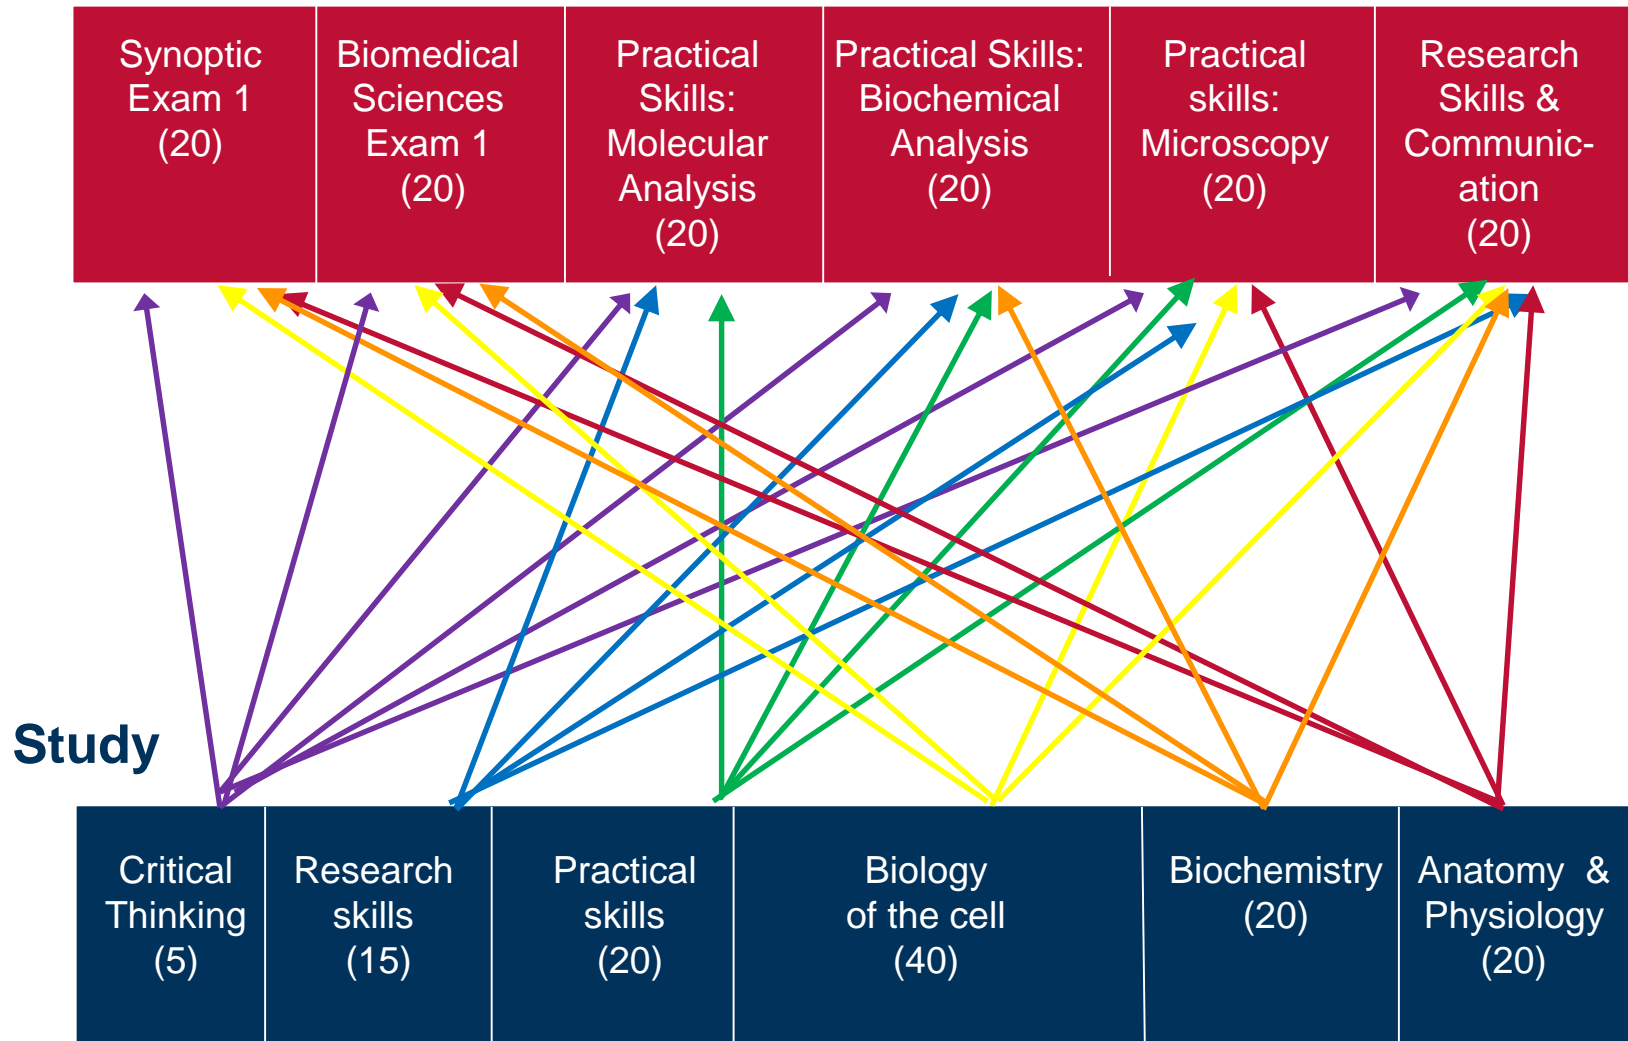 Synoptic
Exam 1
(20)
Biomedical
Sciences
Exam 1
(20)
Practical
Skills:
Molecular
Analysis
(20)
Practical Skills:
Biochemical
Analysis
(20)
Practical
skills:
Microscopy
(20)
Research
Skills &
Communic-
ation
(20)
Study
Critical
Thinking
(5)
Research
skills
(15)
Practical
skills
(20)
Biology
of the cell
(40)
Biochemistry
(20)
Anatomy &
Physiology
(20)